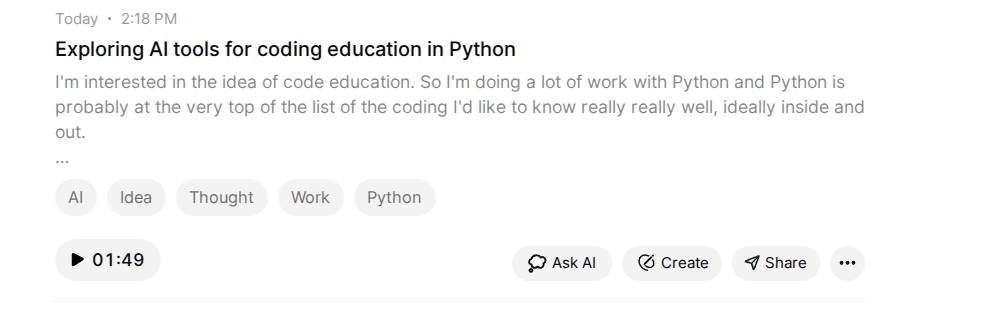 Today • 2:18 PM
Exploring AI tools for coding education in Python
I'm interested in the idea of code education. So I'm doing a lot of work with Python and Python is
probably at the very top of the list of the coding I'd like to know really really well, ideally inside and
out.
...
AI Idea Thought Work Python
01:49 Ask AI Create Share